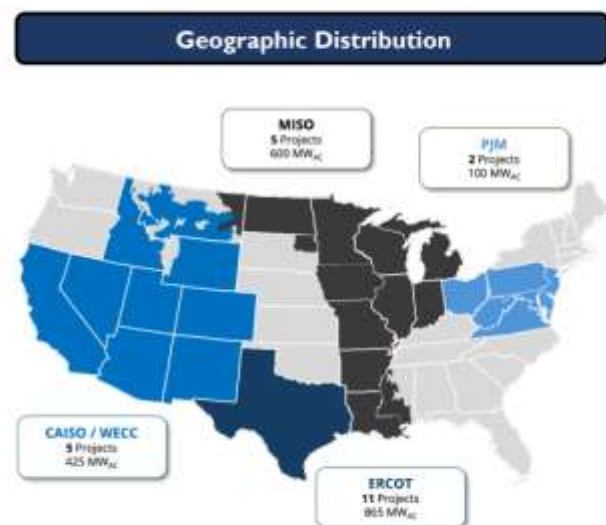 Geographic Distribution
MISO
5 Projects
600 MWAC
PJM
2 Projects
100 MWAC
CAISO / WECC
5 Projects
425 MWAC
ERCOT
11 Projects
865 MWAC